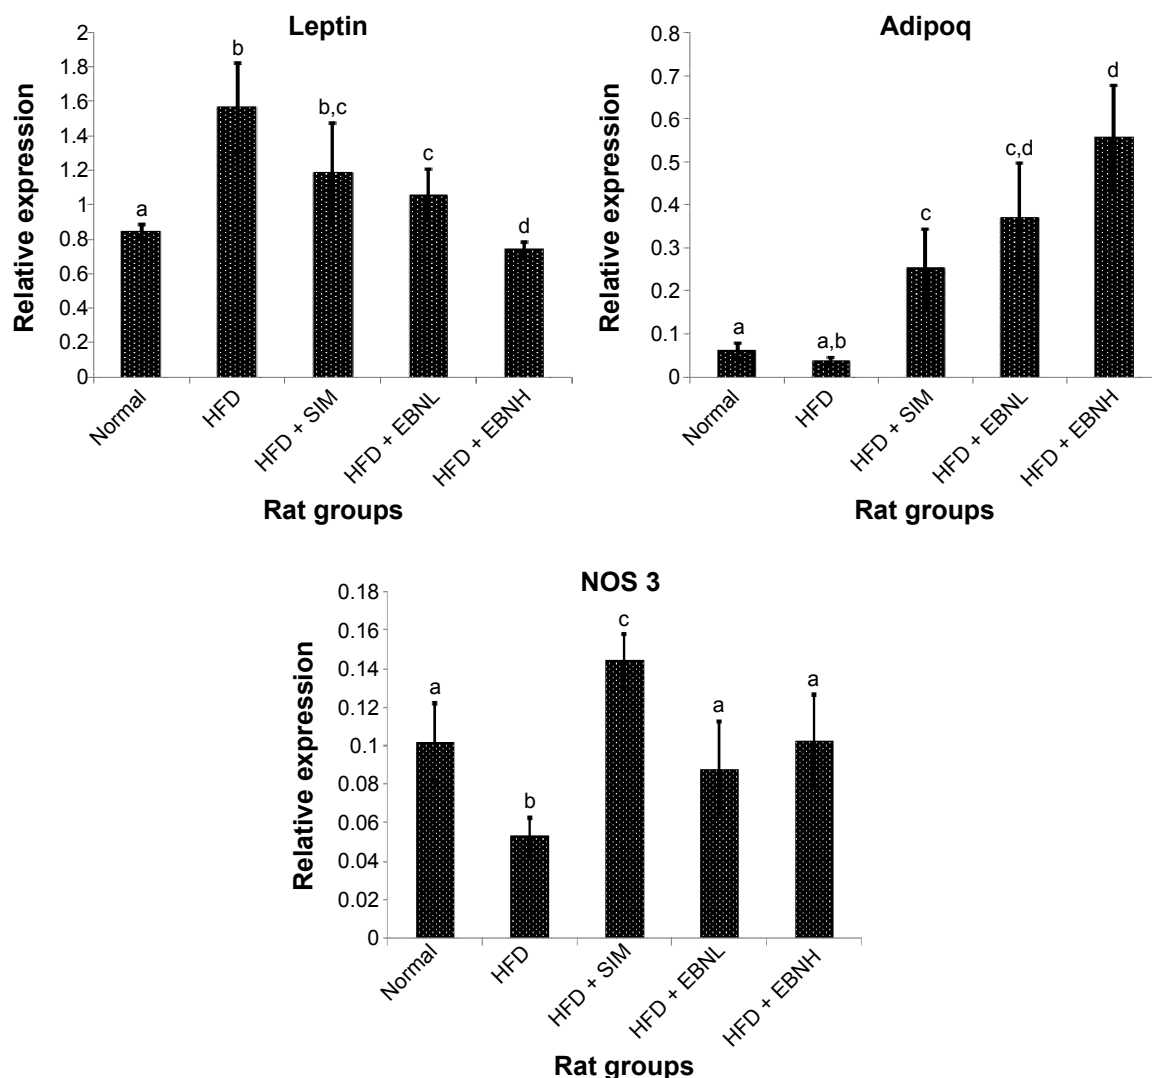 Leptin
Relative expression
2
1.8
1.6
1.4
1.2
1
0.8
0.6
0.4
0.2
0
a
b
b,c
c
d
Normal
HFD
HFD + SIM
HFD + EBNL
HFD + EBNH
Rat groups
Adipoq
Relative expression
0.8
0.7
0.6
0.5
0.4
0.3
0.2
0.1
0
a
a,b
c
c,d
d
Normal
HFD
HFD + SIM
HFD + EBNL
HFD + EBNH
Rat groups
NOS 3
Relative expression
0.18
0.16
0.14
0.12
0.1
0.08
0.06
0.04
0.02
0
a
b
c
a
a
Normal
HFD
HFD + SIM
HFD + EBNL
HFD + EBNH
Rat groups